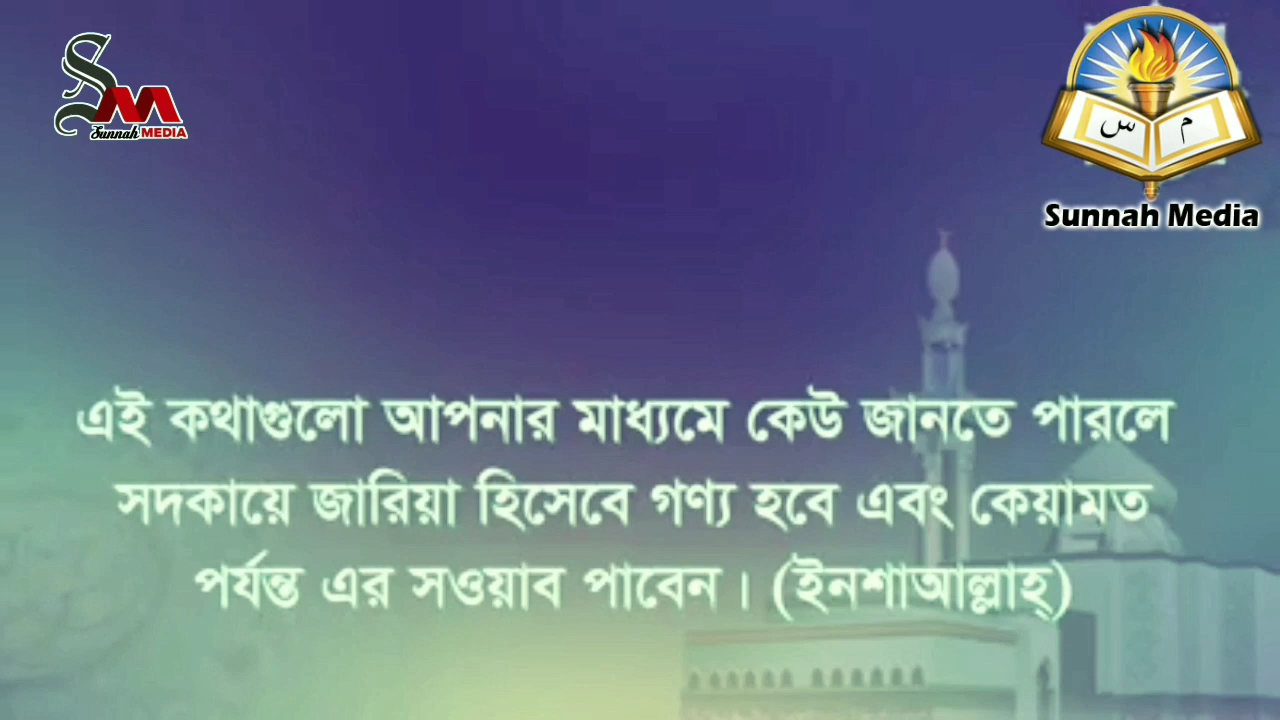 SM
Sunnah MEDIA
س م
Sunnah Media
এই কথাগুলো আপনার মাধ্যমে কেউ জানতে পারলে
সদকায়ে জারিয়া হিসেবে গণ্য হবে এবং কেয়ামত
পর্যন্ত এর সওয়াব পাবেন। (ইনশাআল্লাহ্)